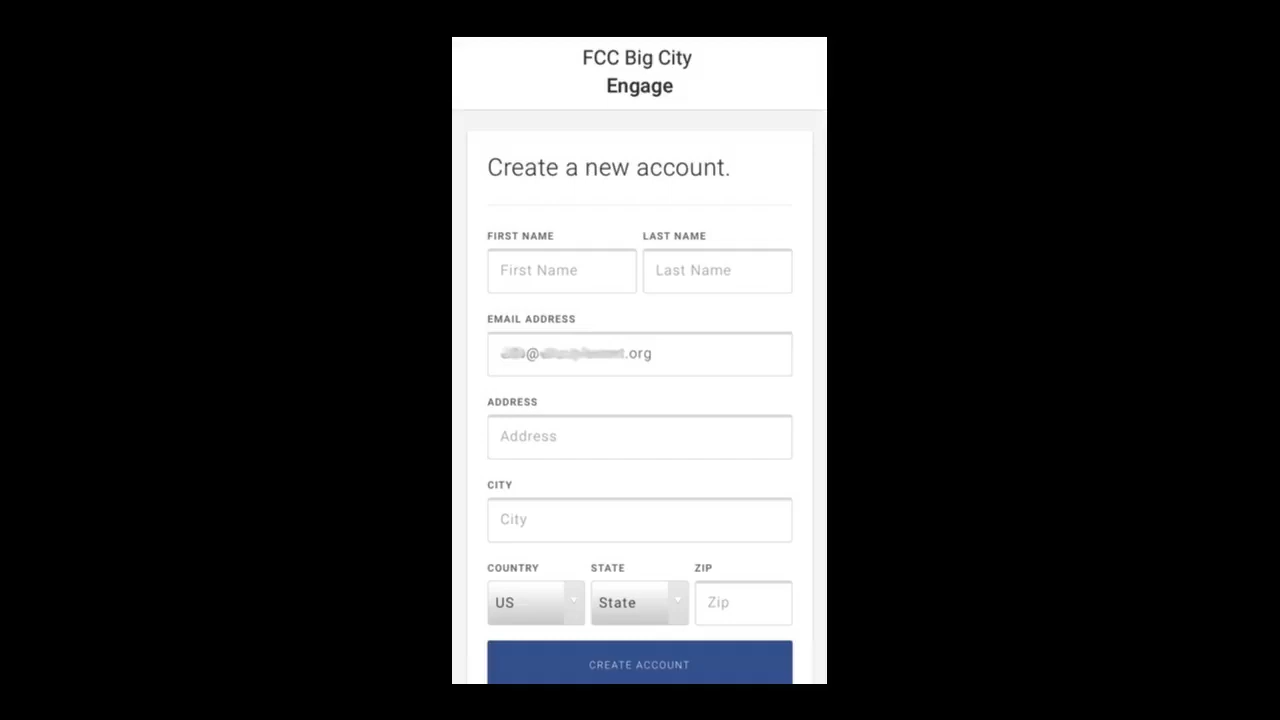 FCC Big City
Engage
Create a new account.
FIRST NAME LAST NAME
First Name Last Name
EMAIL ADDRESS
@ .org
ADDRESS
Address
CITY
City
COUNTRY STATE ZIP
US State Zip
CREATE ACCOUNT